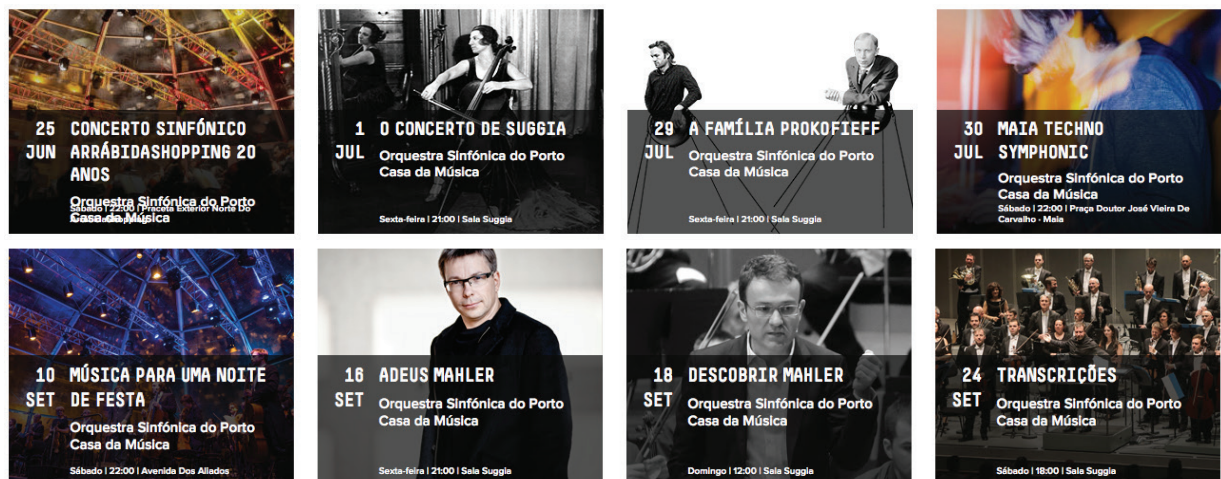 25 JUN
CONCERTO SINFÓNICO
ARRÁBIDASHOPPING 20
ANOS
Orquestra Sinfónica do Porto
Casa da Música
Sábado | 22:00 | Praceta Exterior Norte Do
1 JUL
O CONCERTO DE SUGGIA
Orquestra Sinfónica do Porto
Casa da Música
Sexta-feira | 21:00 | Sala Suggia
29 JUL
A FAMÍLIA PROKOFIEFF
Orquestra Sinfónica do Porto
Casa da Música
Sexta-feira | 21:00 | Sala Suggia
30 JUL
MAIA TECHNO
SYMPHONIC
Orquestra Sinfónica do Porto
Casa da Música
Sábado | 22:00 | Praça Doutor José Vieira De
Carvalho - Maia
10 SET
MÚSICA PARA UMA NOITE
DE FESTA
Orquestra Sinfónica do Porto
Casa da Música
Sábado | 22:00 | Avenida Dos Aliados
16 SET
ADEUS MAHLER
Orquestra Sinfónica do Porto
Casa da Música
Sexta-feira | 21:00 | Sala Suggia
18 SET
DESCOBRIR MAHLER
Orquestra Sinfónica do Porto
Casa da Música
Domingo | 12:00 | Sala Suggia
24 SET
TRANSCRIÇÕES
Orquestra Sinfónica do Porto
Casa da Música
Sábado | 18:00 | Sala Suggia